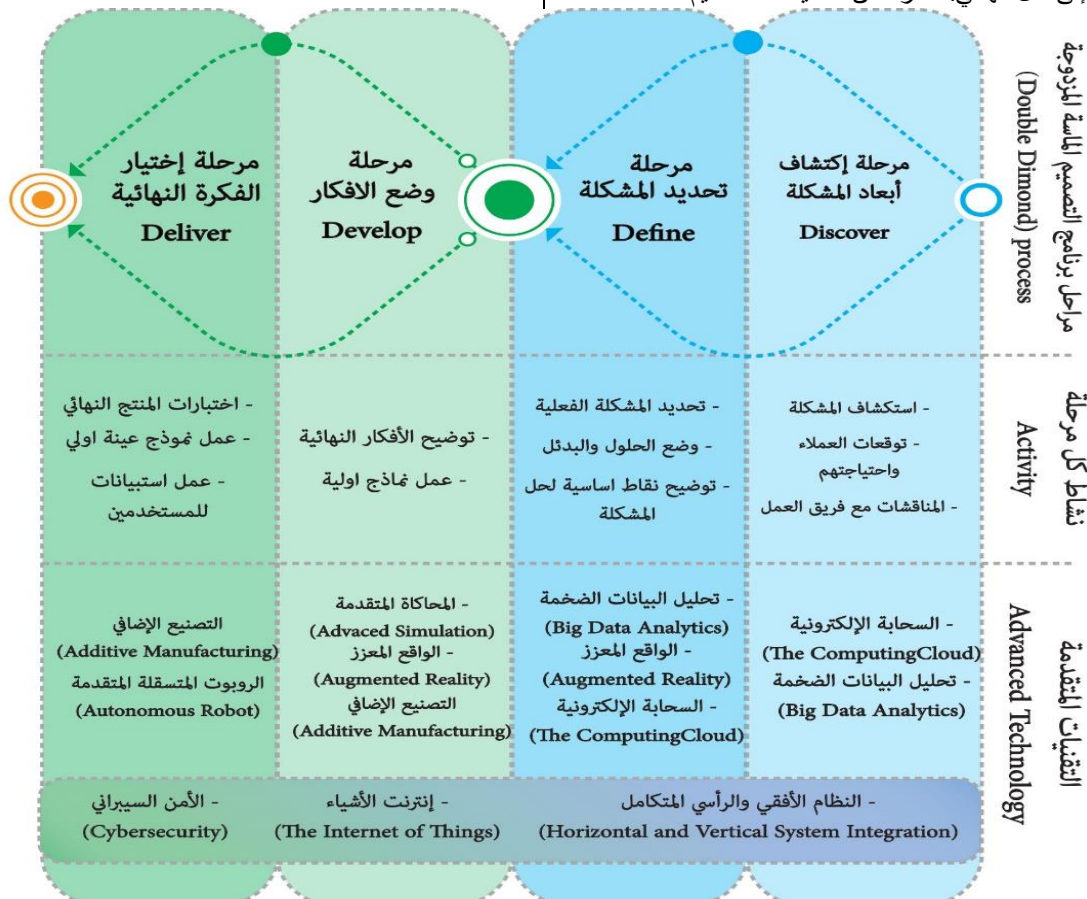 مراحل برنامج التصميم الماسة المزدوجة
(Double Dimond) process
مرحلة إكتشاف
أبعاد المشكلة
Discover
مرحلة
تحديد المشكلة
Define
مرحلة
وضع الافكار
Develop
مرحلة إختيار
الفكرة النهائية
Deliver
نشاط كل مرحلة
Activity
- استكشاف المشكلة
- توقعات العملاء
واحتياجتهم
- المناقشات مع فريق العمل
- تحديد المشكلة الفعلية
- وضع الحلول والبدئل
- توضيح نقاط اساسية لحل
المشكلة
- توضيح الأفكار النهائية
- عمل نماذج اولية
- اختبارات المنتج النهائي
- عمل نموذج عينة اولي
- عمل استبيانات
للمستخدمين
التقنيات المتقدمة
Advanced Technology
- السحابة الإلكترونية
(The ComputingCloud)
- تحليل البيانات الضخمة
(Big Data Analytics)
- تحليل البيانات الضخمة
(Big Data Analytics)
- الواقع المعزز
(Augmented Reality)
- السحابة الإلكترونية
(The ComputingCloud)
- المحاكاة المتقدمة
(Advaced Simulation)
- الواقع المعزز
(Augmented Reality)
التصنيع الإضافي
(Additive Manufacturing)
التصنيع الإضافي
(Additive Manufacturing)
الروبوت المتسقلة المتقدمة
(Autonomous Robot)
- النظام الأفقي والرأسي المتكامل
(Horizontal and Vertical System Integration)
- إنترنت الأشياء
(The Internet of Things)
- الأمن السيبراني
(Cybersecurity)